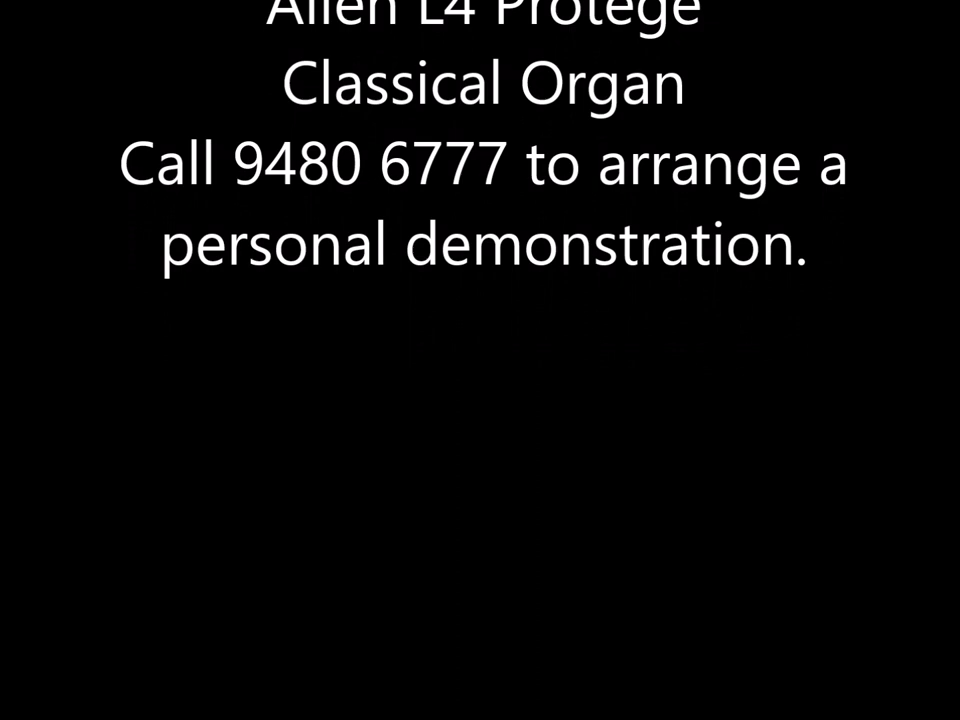 Allen L4 Protege
Classical Organ
Call 9480 6777 to arrange a
personal demonstration.